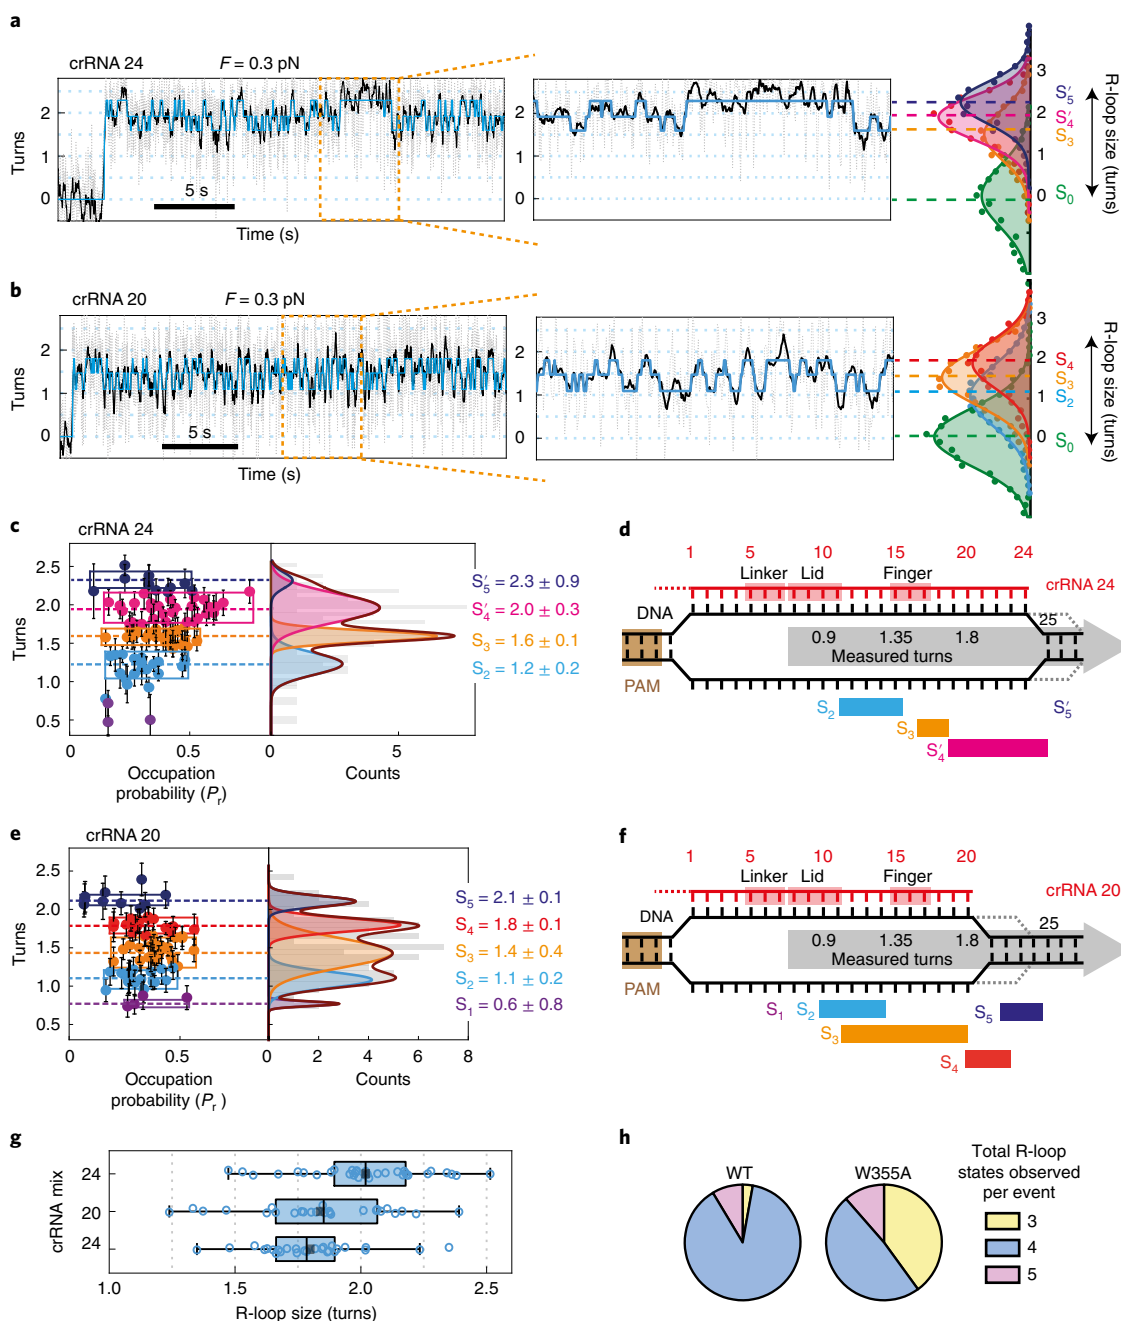 a
crRNA 24
F = 0.3 pN
Turns
2
1
0
5 s
Time (s)
2
1
0
S′5
S′4
S3
S0
3
2
1
0
R-loop size (turns)
b
crRNA 20
F = 0.3 pN
Turns
2
1
0
5 s
Time (s)
2
1
0
S4
S3
S2
S0
3
2
1
0
R-loop size (turns)
c
crRNA 24
Turns
2.5
2.0
1.5
1.0
0.5
0
0.5
Occupation
probability (Pr)
0
5
Counts
S′5 = 2.3 ± 0.9
S′4 = 2.0 ± 0.3
S3 = 1.6 ± 0.1
S2 = 1.2 ± 0.2
d
1 5 10 15 20 24
Linker Lid Finger
crRNA 24
DNA
25
0.9 1.35 1.8
Measured turns
PAM
S2
S3
S′4
S′5
e
crRNA 20
Turns
2.5
2.0
1.5
1.0
0.5
0
0.5
Occupation
probability (Pr)
0 2 4 6 8
Counts
S5 = 2.1 ± 0.1
S4 = 1.8 ± 0.1
S3 = 1.4 ± 0.4
S2 = 1.1 ± 0.2
S1 = 0.6 ± 0.8
f
1 5 10 15 20
Linker Lid Finger
crRNA 20
DNA
25
0.9 1.35 1.8
Measured turns
PAM
S1
S2
S3
S4
S5
g
crRNA mix
24
20
24
1.0 1.5 2.0 2.5
R-loop size (turns)
h
WT
W355A
Total R-loop
states observed
per event
3
4
5